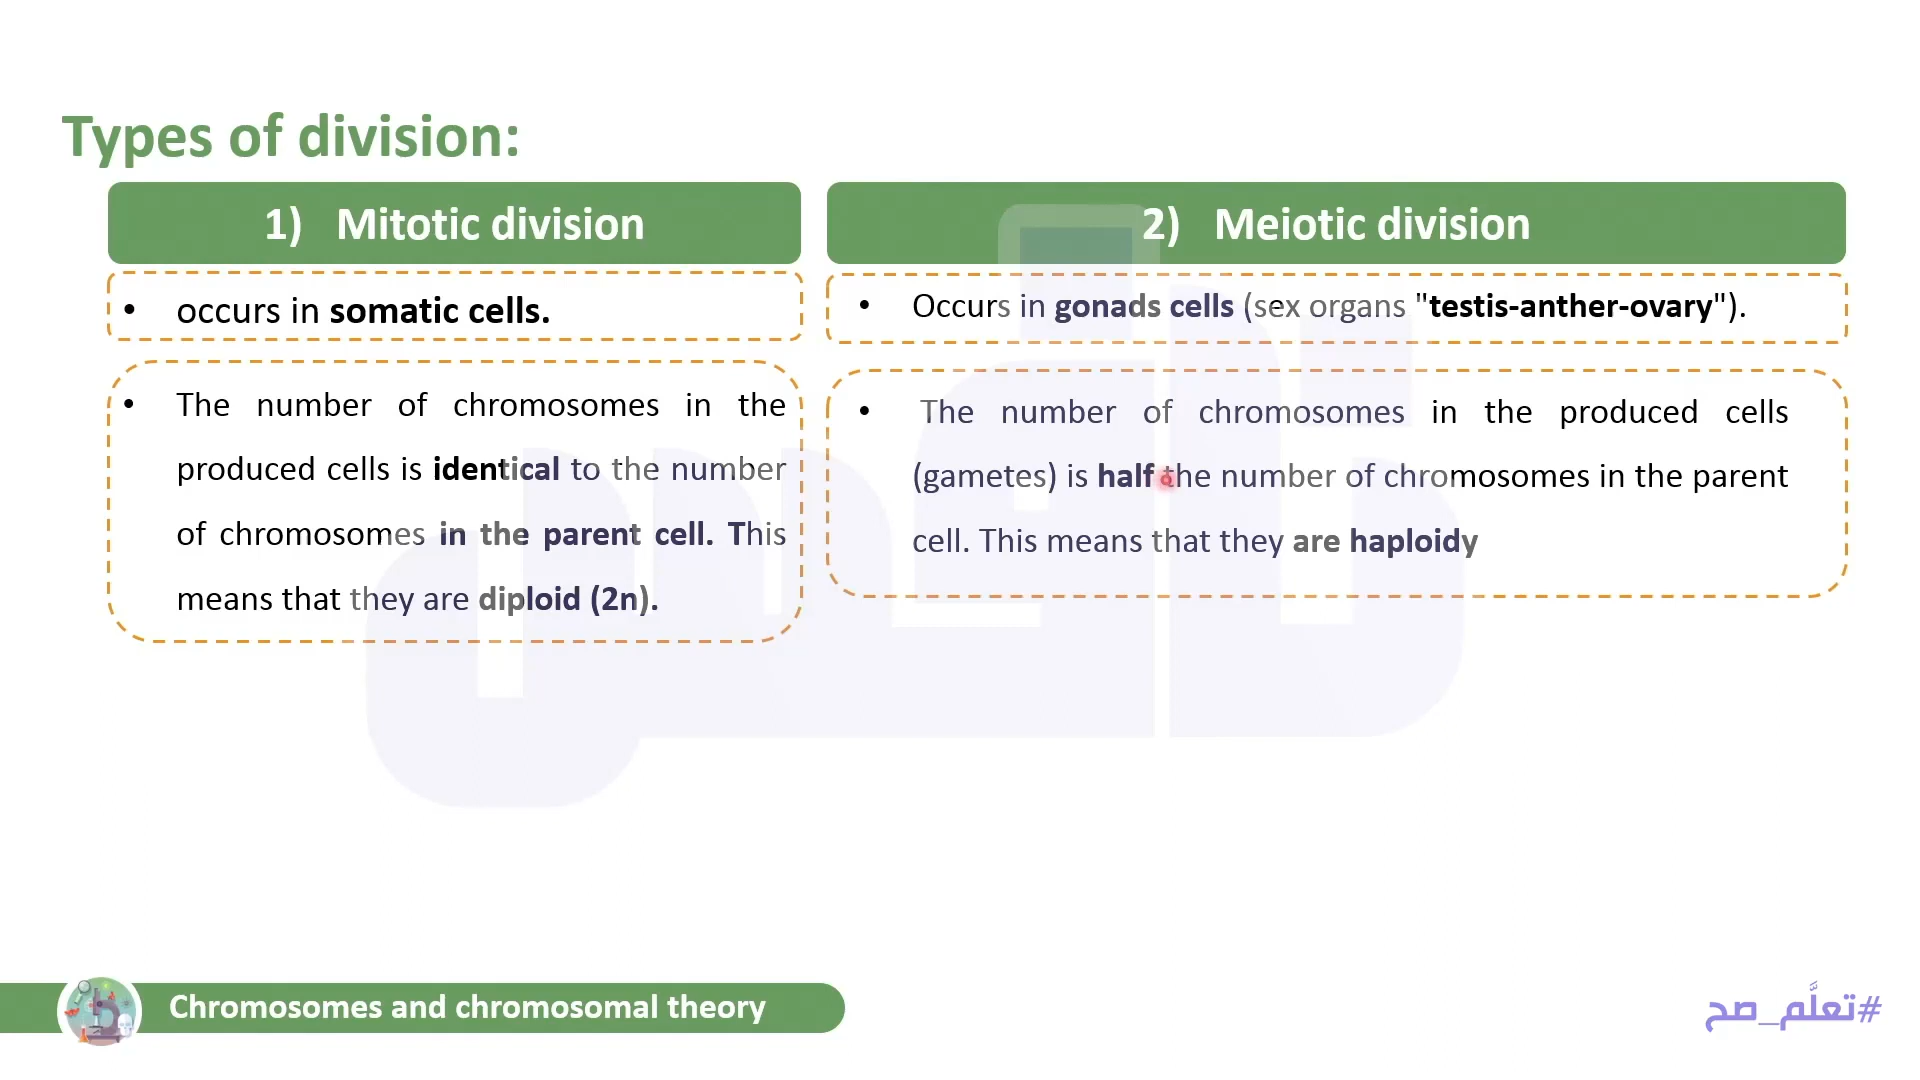 Types of division:
1) Mitotic division
• occurs in somatic cells.
• The number of chromosomes in the
produced cells is identical to the number
of chromosomes in the parent cell. This
means that they are diploid (2n).
2) Meiotic division
• Occurs in gonads cells (sex organs "testis-anther-ovary").
• The number of chromosomes in the produced cells
(gametes) is half the number of chromosomes in the parent
cell. This means that they are haploidy
Chromosomes and chromosomal theory
#تعلَّم_صح